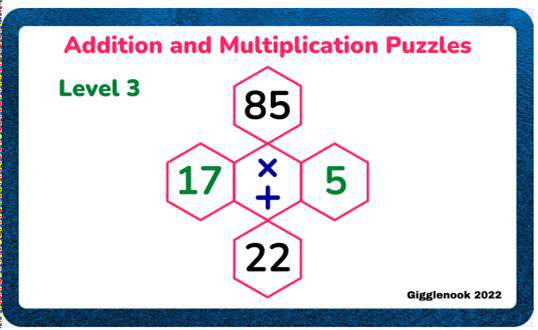 Addition and Multiplication Puzzles
Level 3
85
17 × 5
+
22
Gigglenook 2022